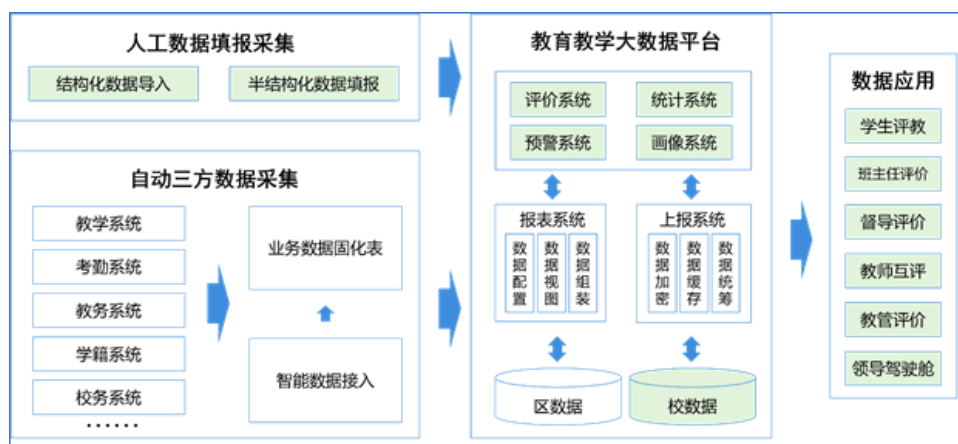 人工数据填报采集
结构化数据导入
半结构化数据填报
自动三方数据采集
教学系统
考勤系统
教务系统
学籍系统
校务系统
······
业务数据固化表
智能数据接入
教育教学大数据平台
评价系统
统计系统
预警系统
画像系统
报表系统
数据配置
数据视图
数据组装
上报系统
数据加密
数据缓存
数据统筹
区数据
校数据
数据应用
学生评教
班主任评价
督导评价
教师互评
教管评价
领导驾驶舱